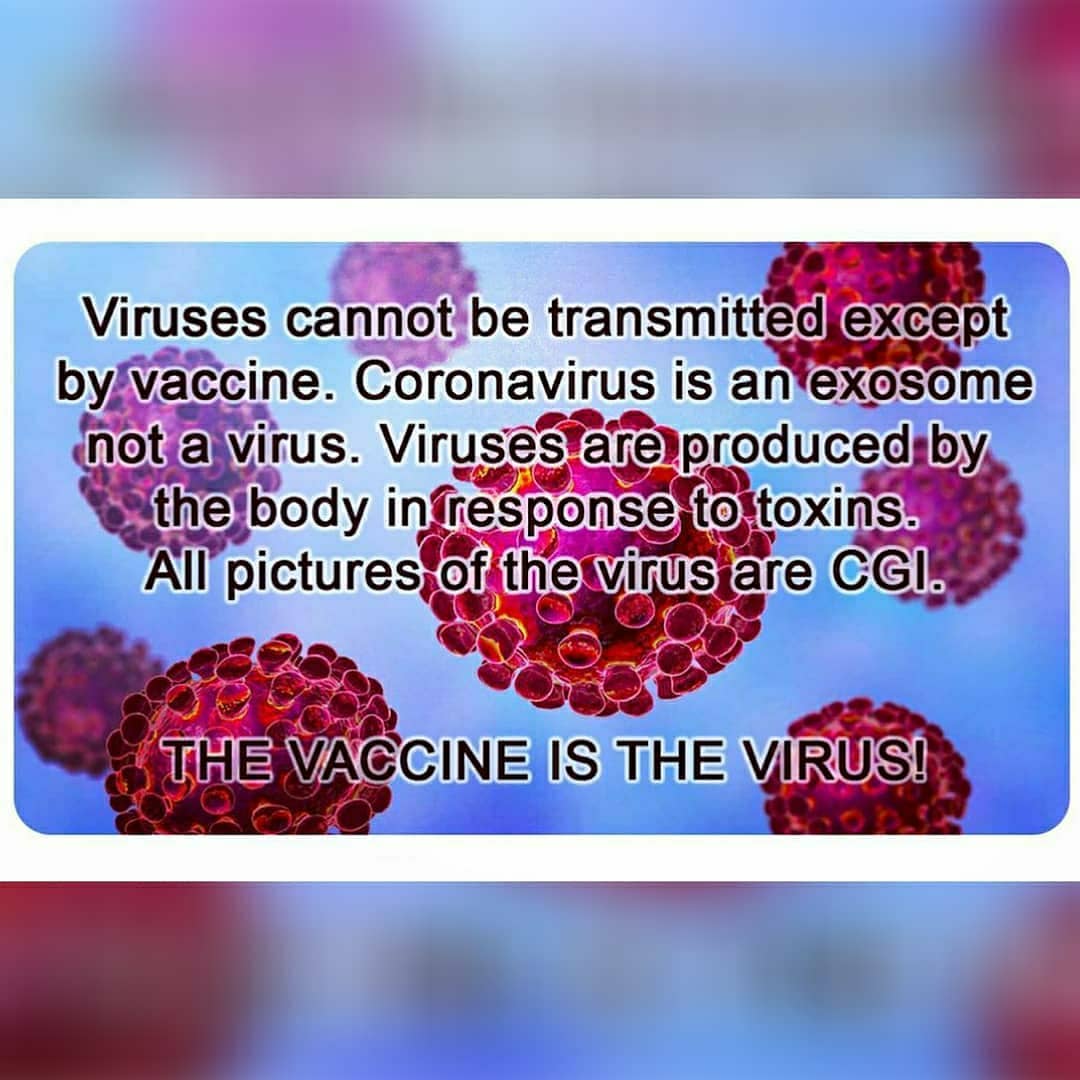 Viruses cannot be transmitted except
by vaccine. Coronavirus is an exosome
not a virus. Viruses are produced by
the body in response to toxins.
All pictures of the virus are CGI.
THE VACCINE IS THE VIRUS!